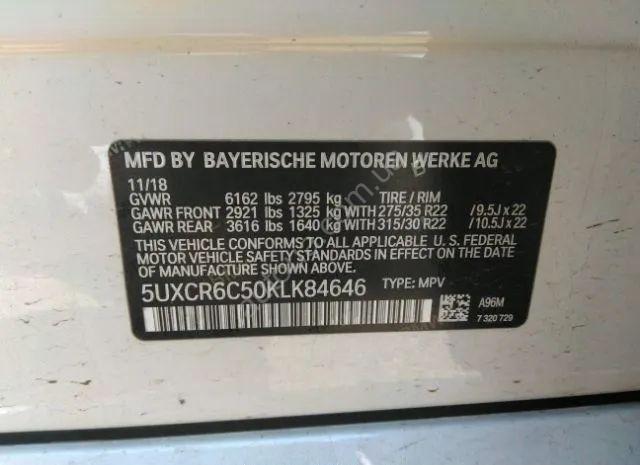 MFD BY BAYERISCHE MOTOREN WERKE AG
11/18
GVWR 6162 lbs 2795 kg TIRE / RIM
GAWR FRONT 2921 lbs 1325 kg WITH 275/35 R22 / 9.5J x 22
GAWR REAR 3616 lbs 1640 kg WITH 315/30 R22 / 10.5J x 22
THIS VEHICLE CONFORMS TO ALL APPLICABLE U. S. FEDERAL
MOTOR VEHICLE SAFETY STANDARDS IN EFFECT ON THE DATE
OF MANUFACTURE SHOWN ABOVE.
5UXCR6C50KLK84646 TYPE: MPV
A96M
7 320 729